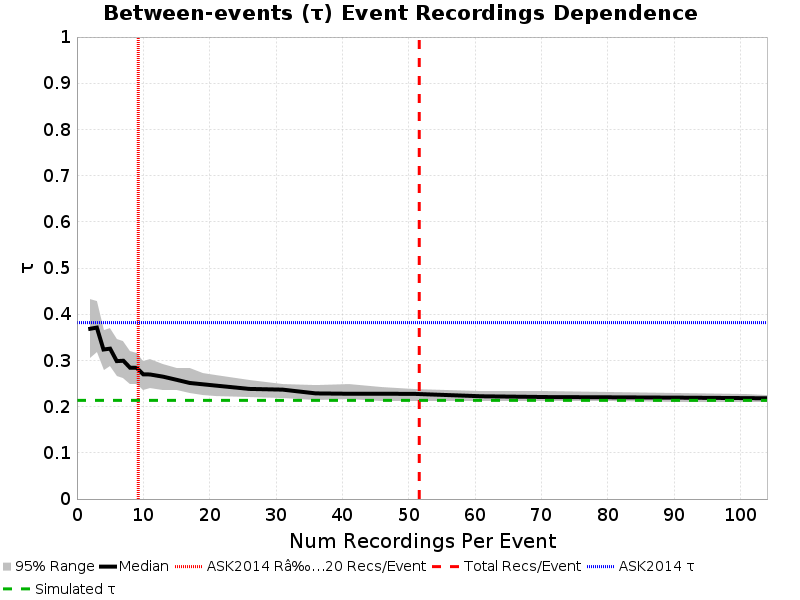 Between-events (τ) Event Recordings Dependence
1
0.9
0.8
0.7
0.6
0.5
0.4
0.3
0.2
0.1
0
τ
0 10 20 30 40 50 60 70 80 90 100
Num Recordings Per Event
95% Range Median ASK2014 Râ‰…20 Recs/Event Total Recs/Event ASK2014 τ
Simulated τ